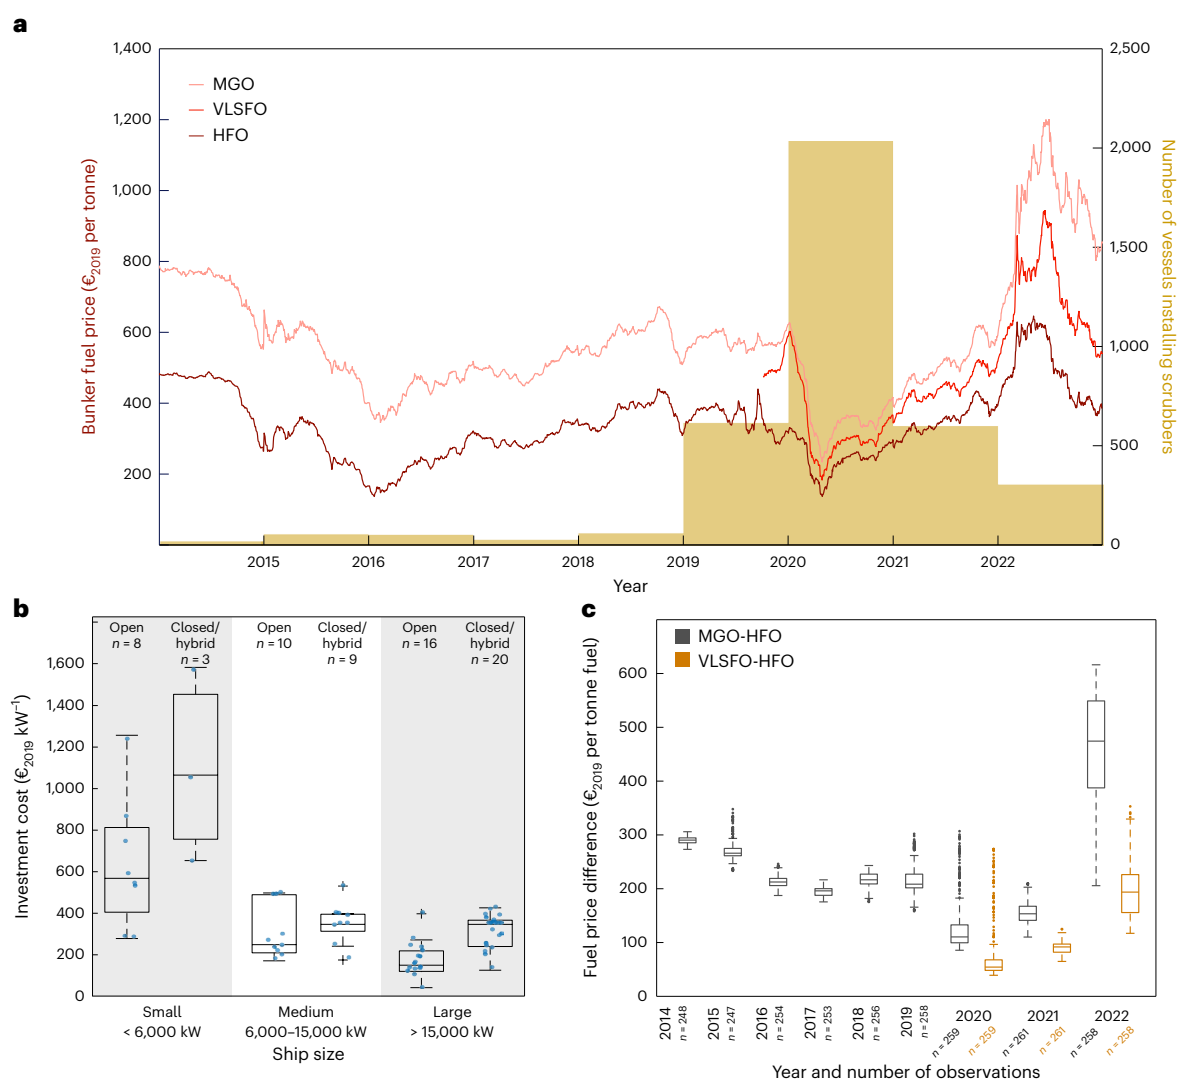 a
1,400
1,200
1,000
800
600
400
200
Bunker fuel price (€2019 per tonne)
MGO
VLSFO
HFO
2,500
2,000
1,500
1,000
500
0
Number of vessels installing scrubbers
2015 2016 2017 2018 2019 2020 2021 2022
Year
b
Investment cost (€2019 kW−1)
1,600
1,400
1,200
1,000
800
600
400
200
0
Open
n = 8
Closed/
hybrid
n = 3
Open
n = 10
Closed/
hybrid
n = 9
Open
n = 16
Closed/
hybrid
n = 20
Small
< 6,000 kW
Medium
6,000–15,000 kW
Large
> 15,000 kW
Ship size
c
MGO-HFO
VLSFO-HFO
Fuel price difference (€2019 per tonne fuel)
600
500
400
300
200
100
0
2014
n = 248
2015
n = 247
2016
n = 254
2017
n = 253
2018
n = 256
2019
n = 258
2020
n = 259
n = 259
2021
n = 261
n = 261
2022
n = 258
n = 258
Year and number of observations